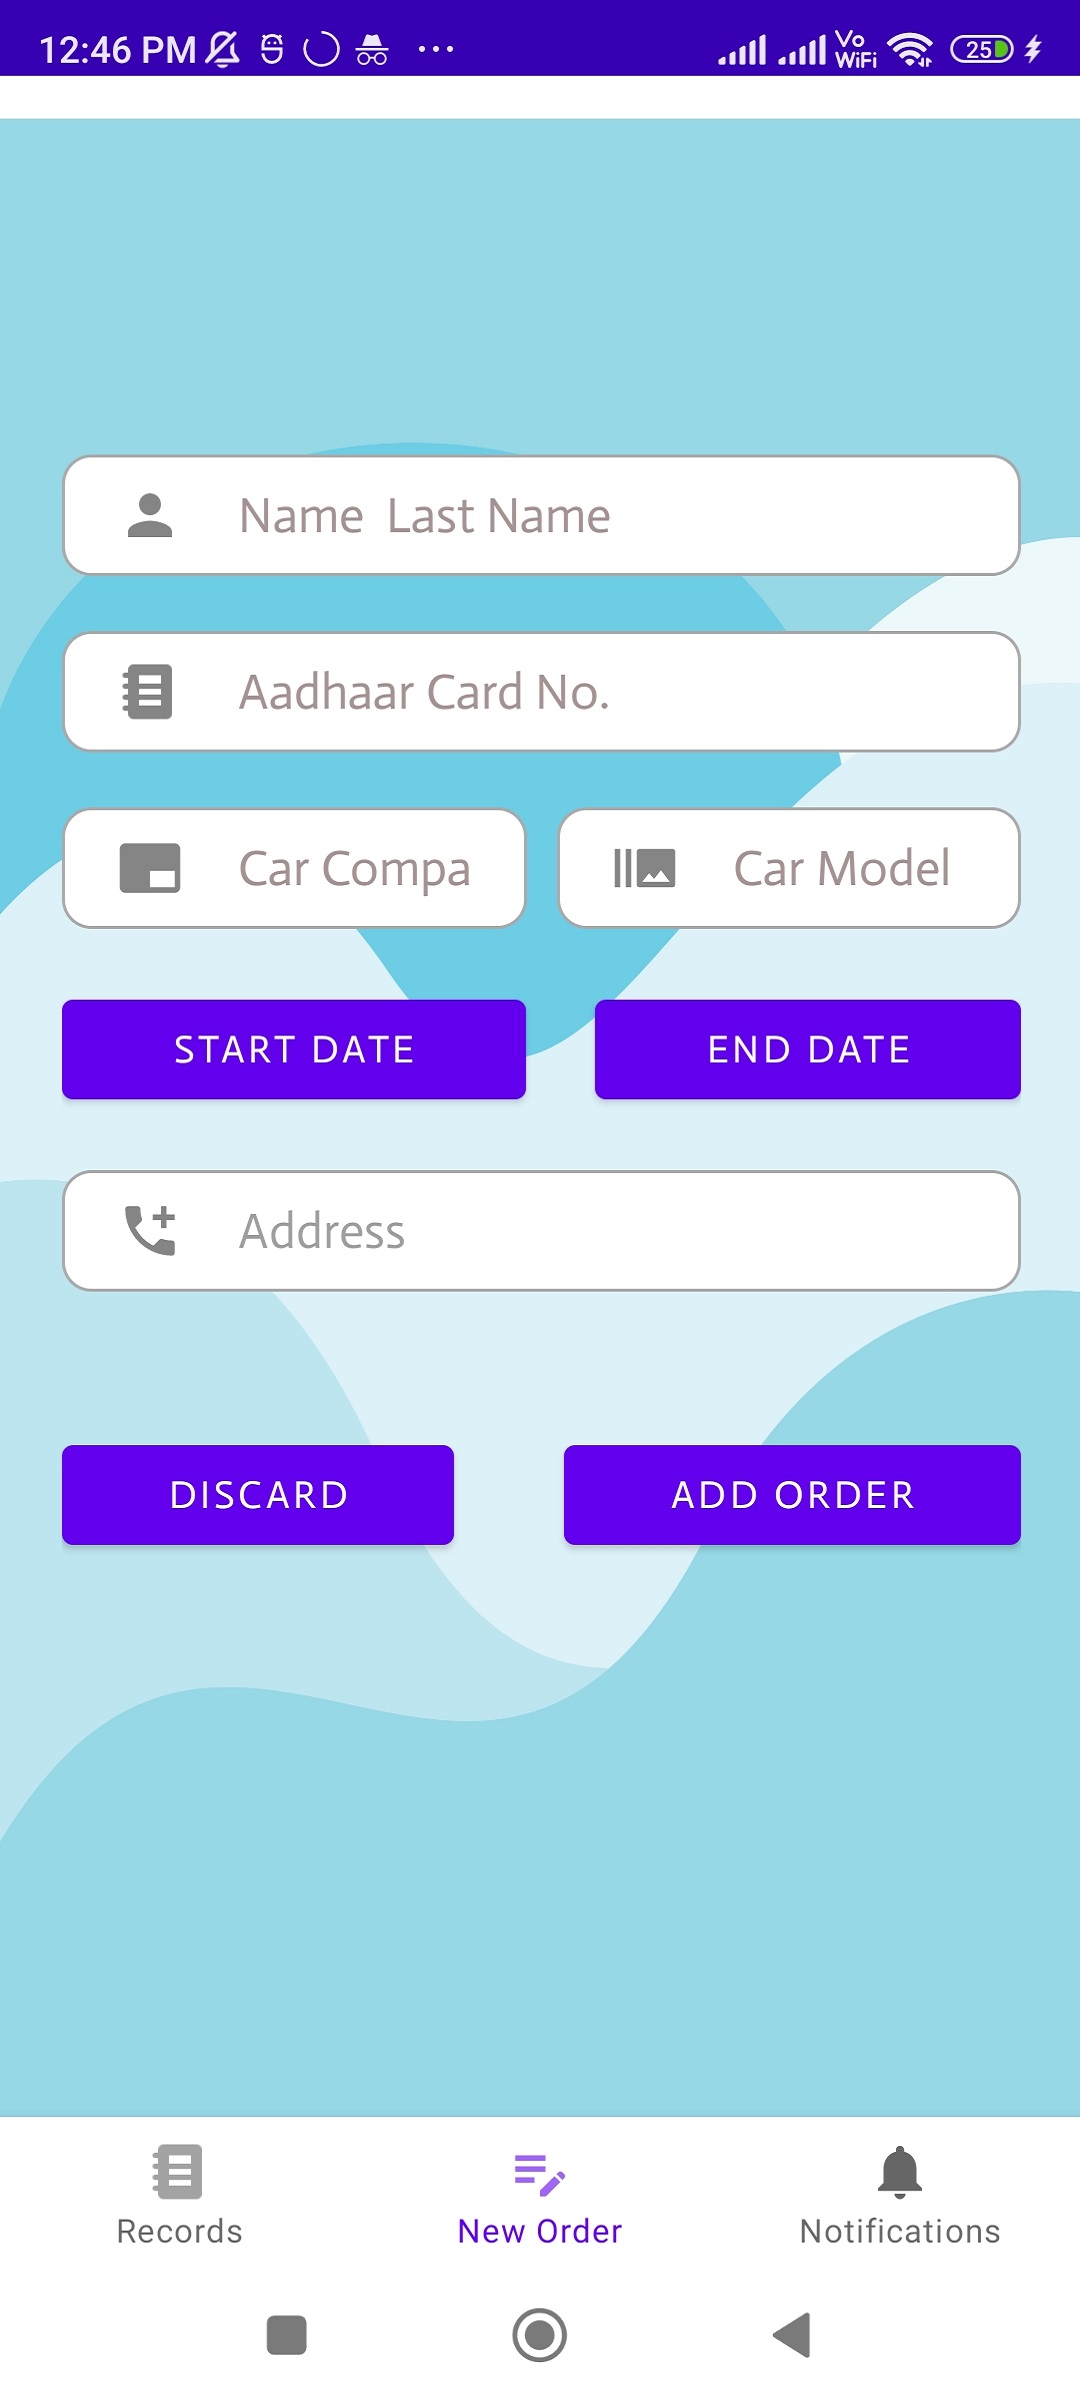 12:46 PM Vo WiFi 25
Name  Last Name
Aadhaar Card No.
Car Compa Car Model
START DATE END DATE
Address
DISCARD ADD ORDER
Records New Order Notifications